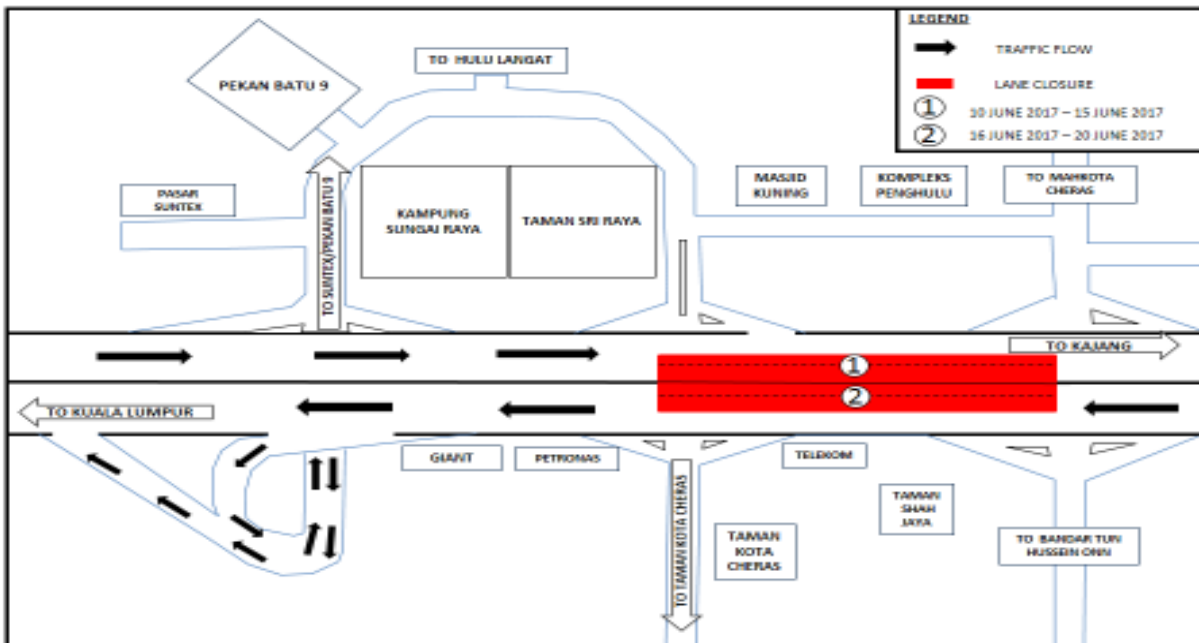 LEGEND
TRAFFIC FLOW
LANE CLOSURE
1 10 JUNE 2017 – 15 JUNE 2017
2 16 JUNE 2017 – 20 JUNE 2017
TO HULU LANGAT
PEKAN BATU 9
PASAR
SUNTEX
TO SUNTEX/PEKAN BATU 9
KAMPUNG
SUNGAI RAYA
TAMAN SRI RAYA
MASJID
KUNING
KOMPLEKS
PENGHULU
TO MAHKOTA
CHERAS
TO KAJANG
1
2
TO KUALA LUMPUR
GIANT
PETRONAS
TO TAMAN KOTA CHERAS
TELEKOM
TAMAN
SHAH
JAYA
TAMAN
KOTA
CHERAS
TO BANDAR TUN
HUSSEIN ONN